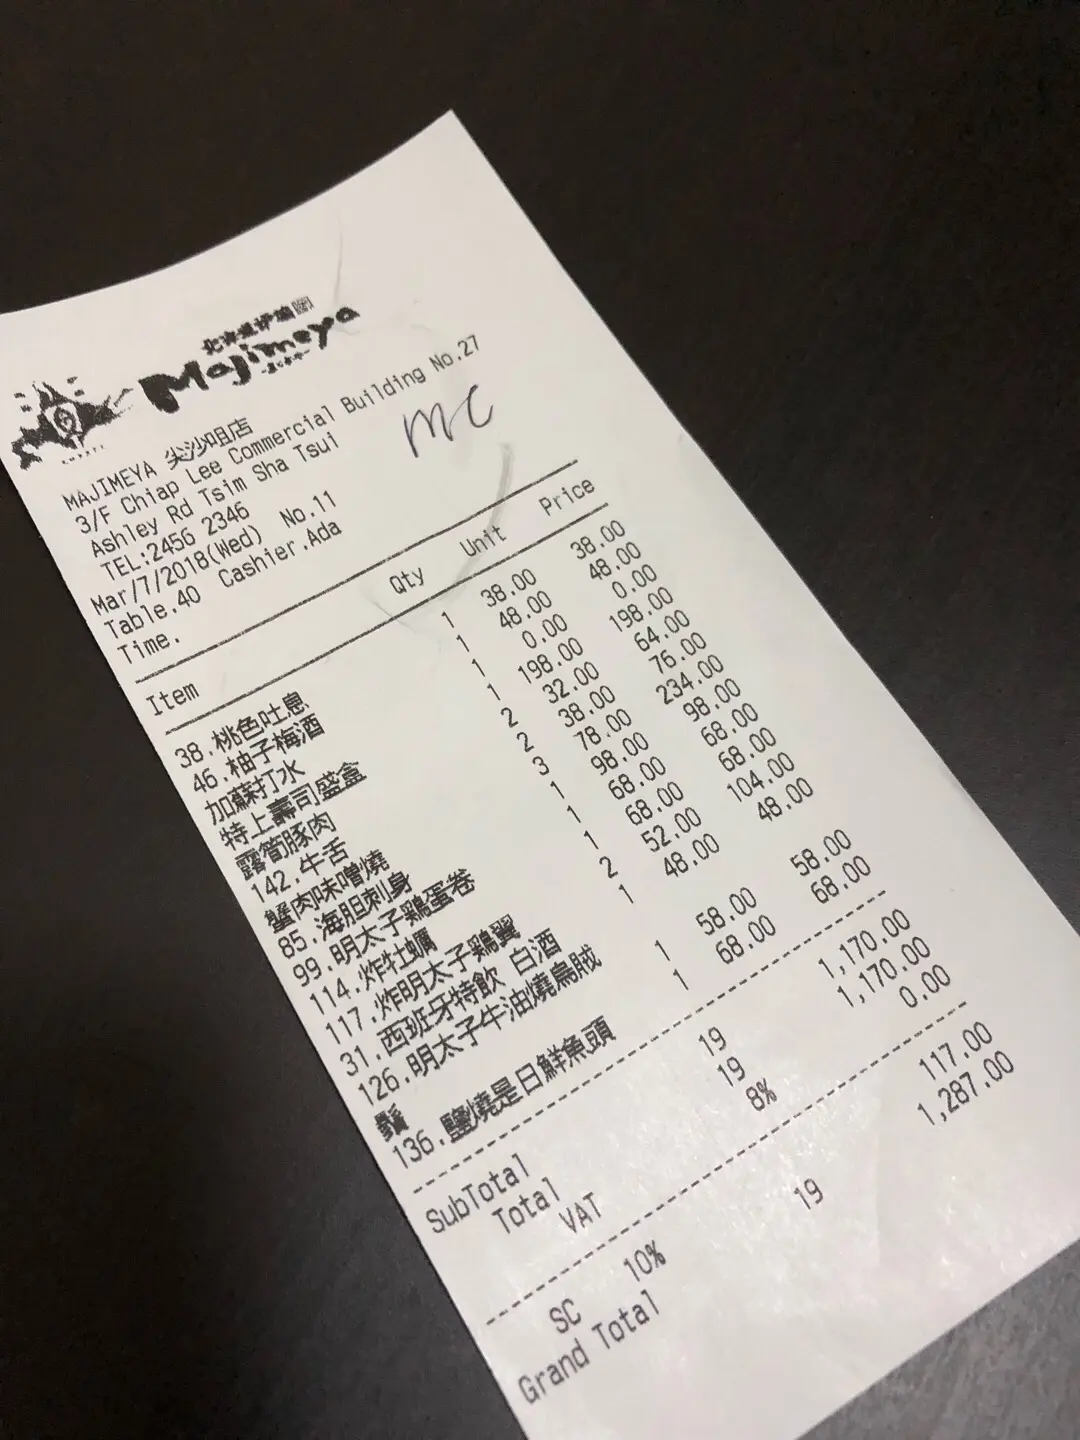 北海道炉端
Majimeya
MAJIMEYA 尖沙咀店
3/F Chiap Lee Commercial Building No.27
Ashley Rd Tsim Sha Tsui
TEL:2456 2346
Mar/7/2018(Wed) No.11
Table.40 Cashier.Ada
Time.
mc
Item Qty Unit Price
38.桃色吐息 1 38.00 38.00
46.柚子梅酒 1 48.00 48.00
加蘇打水 1 0.00 0.00
特上壽司盛盒 1 198.00 198.00
露筍豚肉 2 32.00 64.00
142.牛舌 2 38.00 76.00
蟹肉味噌燒 3 78.00 234.00
85.海胆刺身 1 98.00 98.00
99.明太子鶏蛋卷 1 68.00 68.00
114.炸牡蠣 1 68.00 68.00
117.炸明太子鶏翼 2 52.00 104.00
31.西班牙特飲 白酒 1 48.00 48.00
126.明太子牛油燒烏賊
鬚 1 58.00 58.00
136.鹽燒是日鮮魚頭 1 68.00 68.00
SubTotal 19 1,170.00
Total 19 1,170.00
VAT 8% 0.00
SC 10% 117.00
Grand Total 19 1,287.00